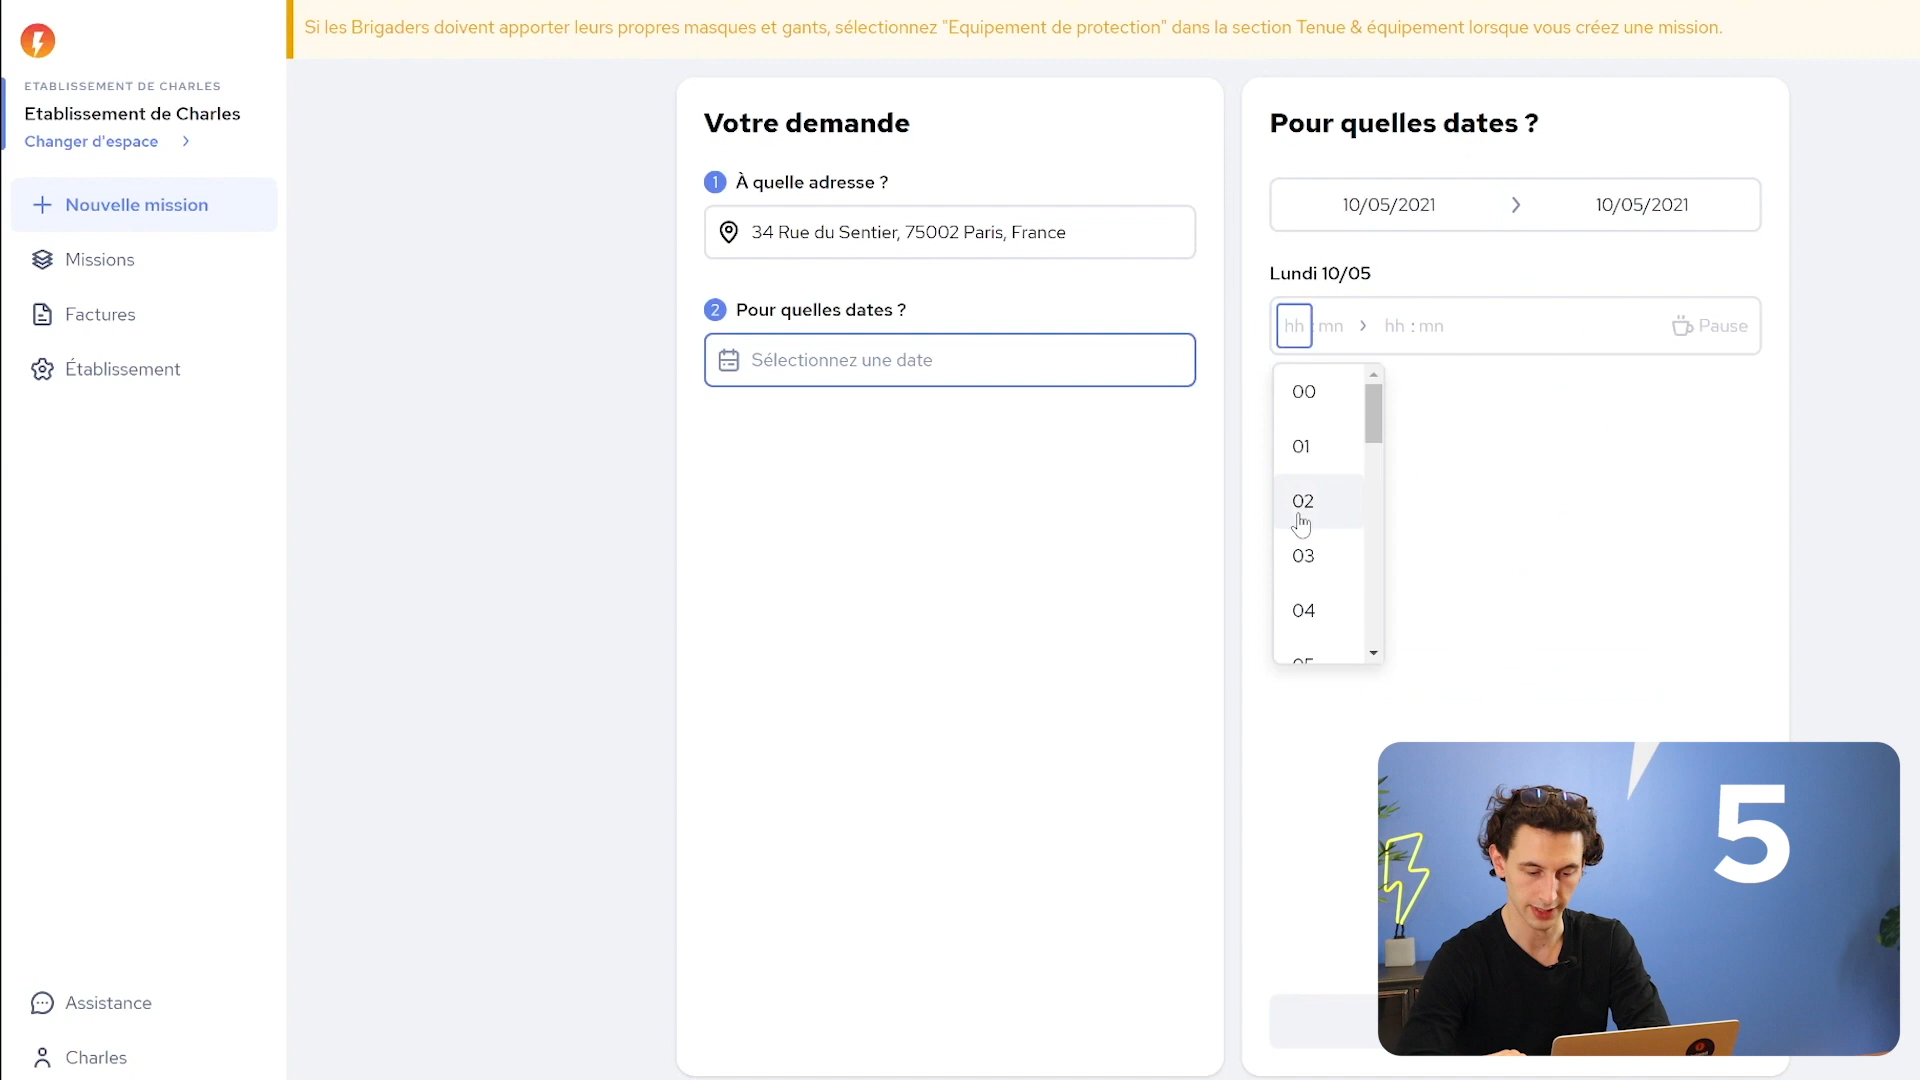 Si les Brigaders doivent apporter leurs propres masques et gants, sélectionnez "Equipement de protection" dans la section Tenue & équipement lorsque vous créez une mission.
ETABLISSEMENT DE CHARLES
Etablissement de Charles
Changer d'espace
Nouvelle mission
Missions
Factures
Établissement
Assistance
Charles
Votre demande
1 À quelle adresse ?
34 Rue du Sentier, 75002 Paris, France
2 Pour quelles dates ?
Sélectionnez une date
Pour quelles dates ?
10/05/2021 10/05/2021
Lundi 10/05
hh : mn hh : mn Pause
00
01
02
03
04
05
5